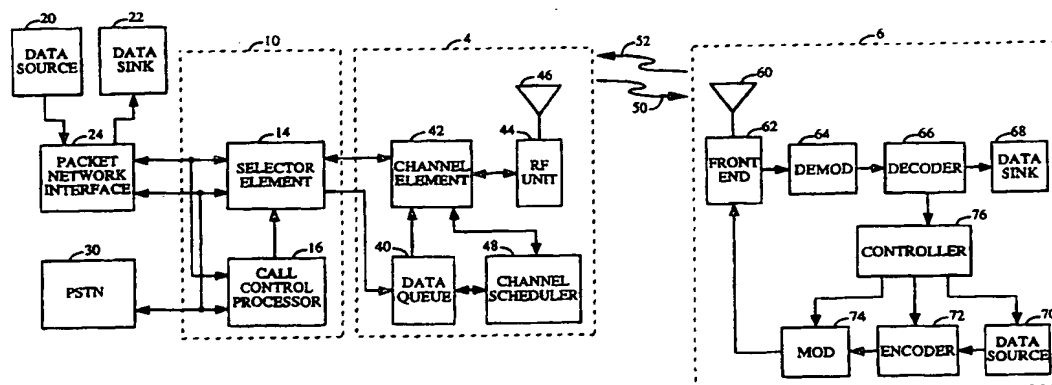 20
DATA
SOURCE
22
DATA
SINK
24
PACKET
NETWORK
INTERFACE
30
PSTN
10
14
SELECTOR
ELEMENT
16
CALL
CONTROL
PROCESSOR
4
42
CHANNEL
ELEMENT
46
44
RF
UNIT
40
DATA
QUEUE
48
CHANNEL
SCHEDULER
52
50
6
60
62
FRONT
END
64
DEMOD
66
DECODER
68
DATA
SINK
76
CONTROLLER
74
MOD
72
ENCODER
70
DATA
SOURCE